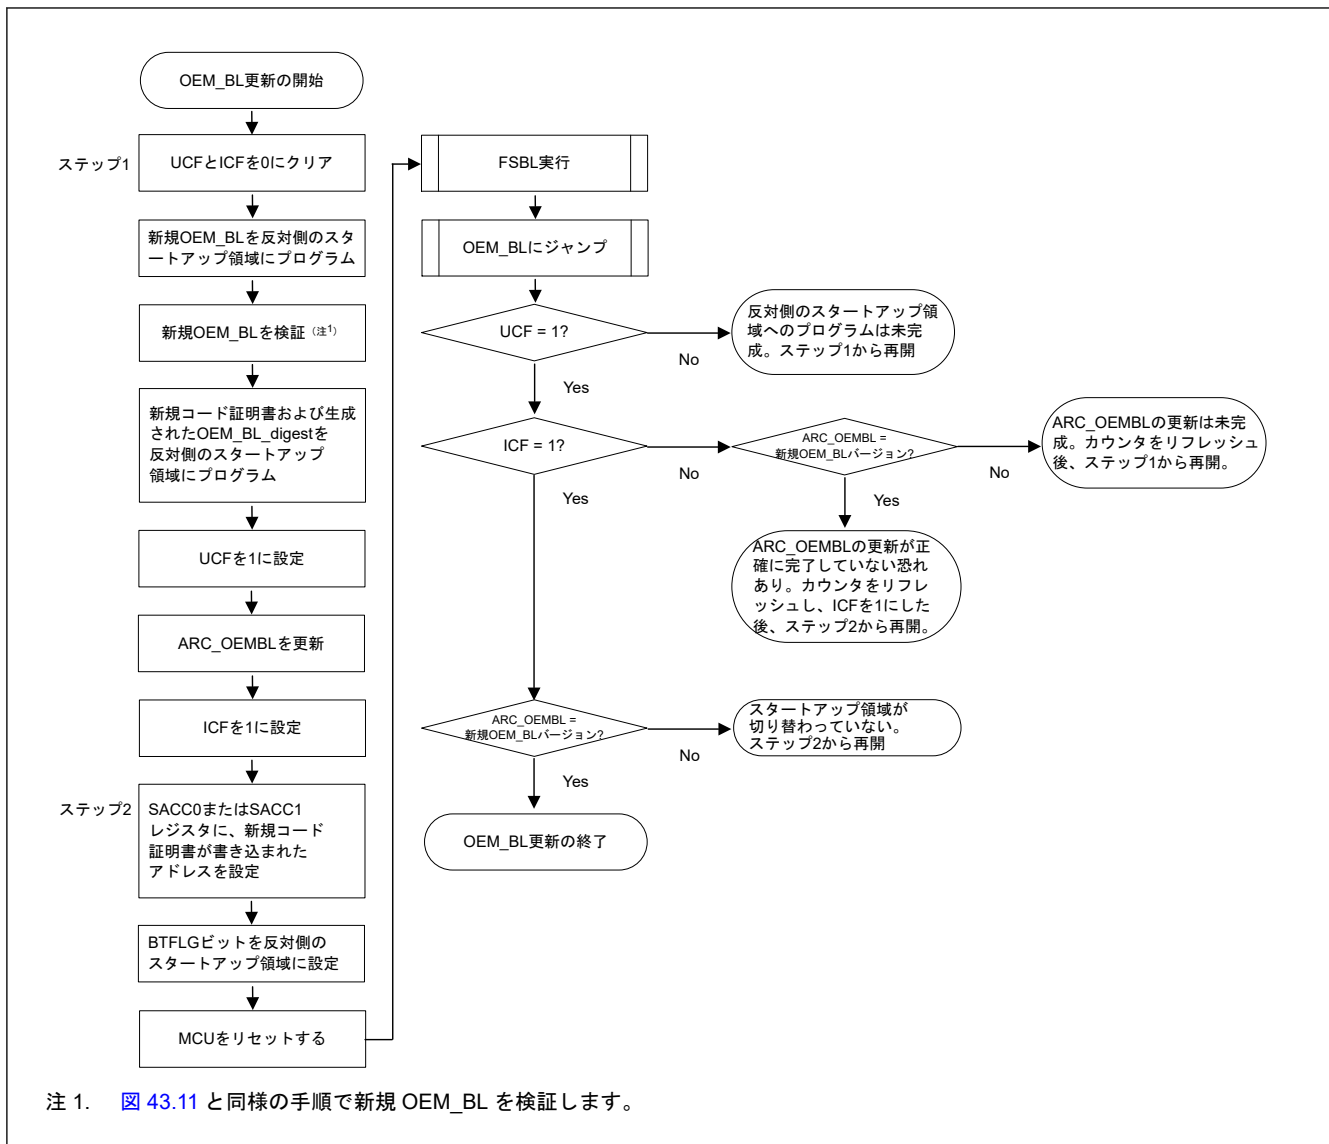 OEM_BL更新の開始
ステップ1
UCFとICFを0にクリア
新規OEM_BLを反対側のスタ
ートアップ領域にプログラム
新規OEM_BLを検証（注1）
新規コード証明書および生成
されたOEM_BL_digestを
反対側のスタートアップ
領域にプログラム
UCFを1に設定
ARC_OEMBLを更新
ICFを1に設定
ステップ2
SACC0またはSACC1
レジスタに、新規コード
証明書が書き込まれた
アドレスを設定
BTFLGビットを反対側の
スタートアップ領域に設定
MCUをリセットする
FSBL実行
OEM_BLにジャンプ
UCF = 1?
No
反対側のスタートアップ領
域へのプログラムは未完
成。ステップ1から再開
Yes
ICF = 1?
No
ARC_OEMBL =
新規OEM_BLバージョン?
No
ARC_OEMBLの更新は未完
成。カウンタをリフレッシュ
後、ステップ1から再開。
Yes
ARC_OEMBLの更新が正
確に完了していない恐れ
あり。カウンタをリフレ
ッシュし、ICFを1にした
後、ステップ2から再開。
Yes
ARC_OEMBL =
新規OEM_BLバージョン?
No
スタートアップ領域が
切り替わっていない。
ステップ2から再開
Yes
OEM_BL更新の終了
注 1. 図 43.11 と同様の手順で新規 OEM_BL を検証します。